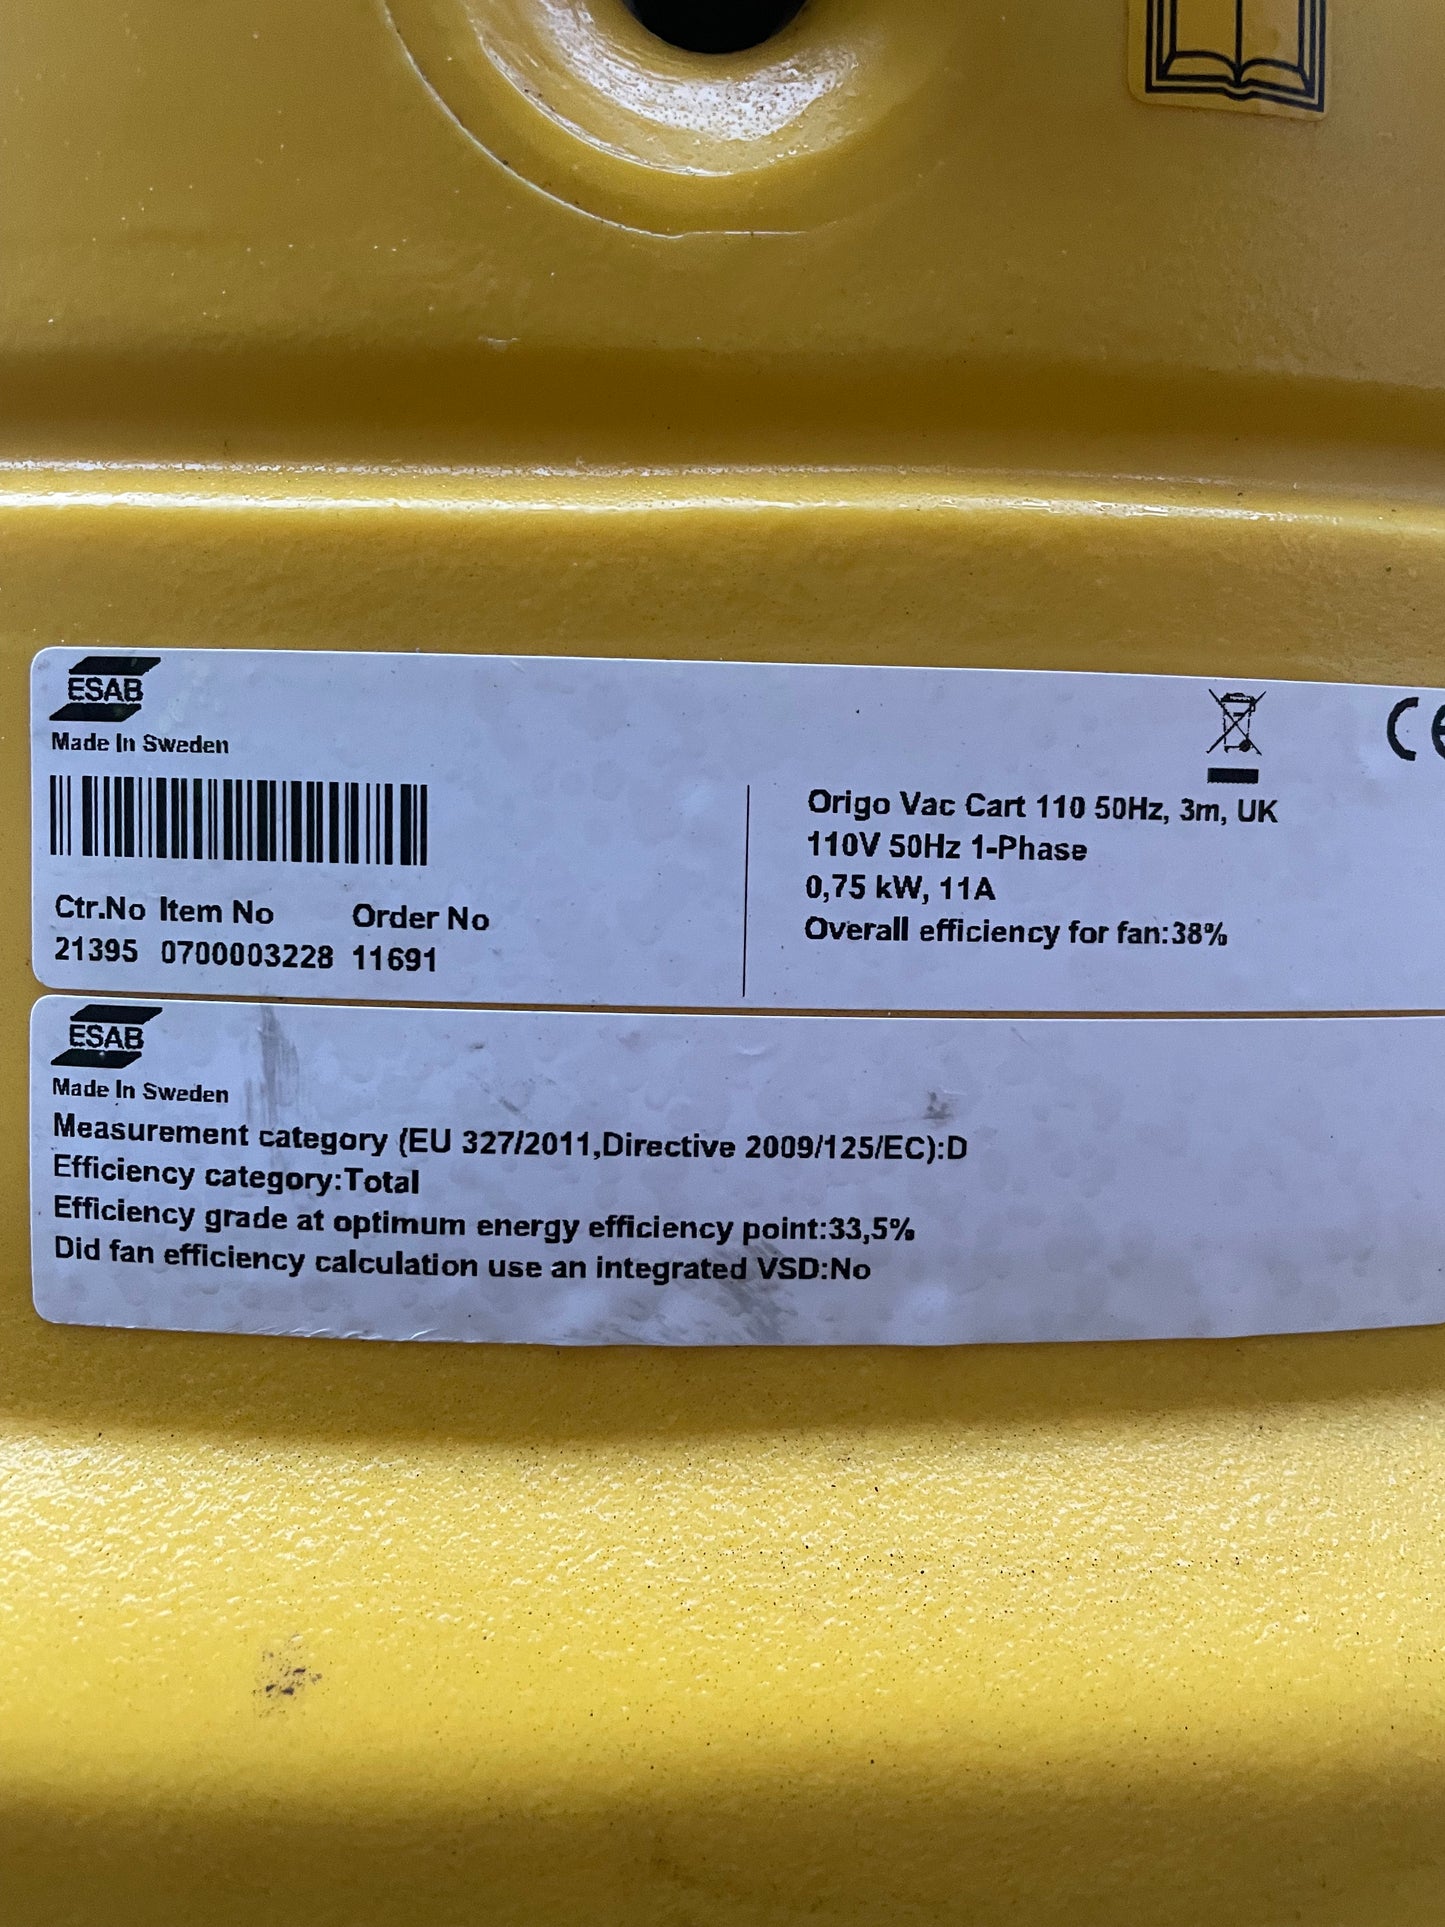 ESAB
Made In Sweden
Ctr.No Item No Order No
21395 0700003228 11691
CE
Origo Vac Cart 110 50Hz, 3m, UK
110V 50Hz 1-Phase
0,75 kW, 11A
Overall efficiency for fan:38%
ESAB
Made In Sweden
Measurement category (EU 327/2011,Directive 2009/125/EC):D
Efficiency category:Total
Efficiency grade at optimum energy efficiency point:33,5%
Did fan efficiency calculation use an integrated VSD:No